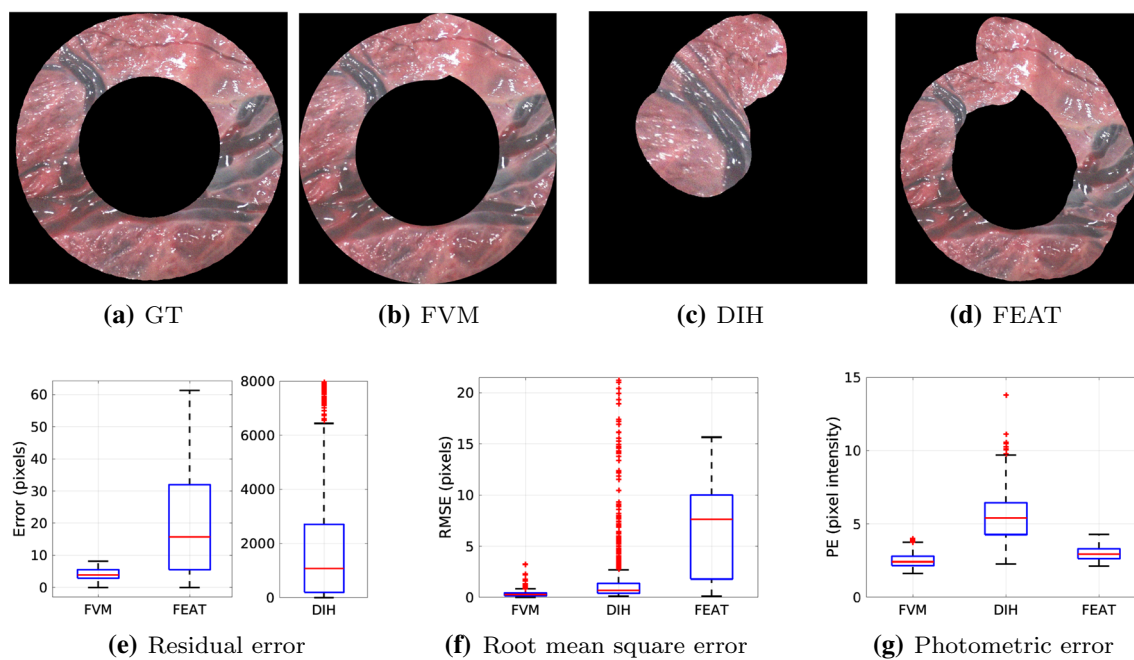 (a) GT
(b) FVM
(c) DIH
(d) FEAT
Error (pixels)
60
50
40
30
20
10
0
FVM
FEAT
8000
6000
4000
2000
0
DIH
(e) Residual error
RMSE (pixels)
20
15
10
5
0
FVM
DIH
FEAT
(f) Root mean square error
PE (pixel intensity)
15
10
5
0
FVM
DIH
FEAT
(g) Photometric error